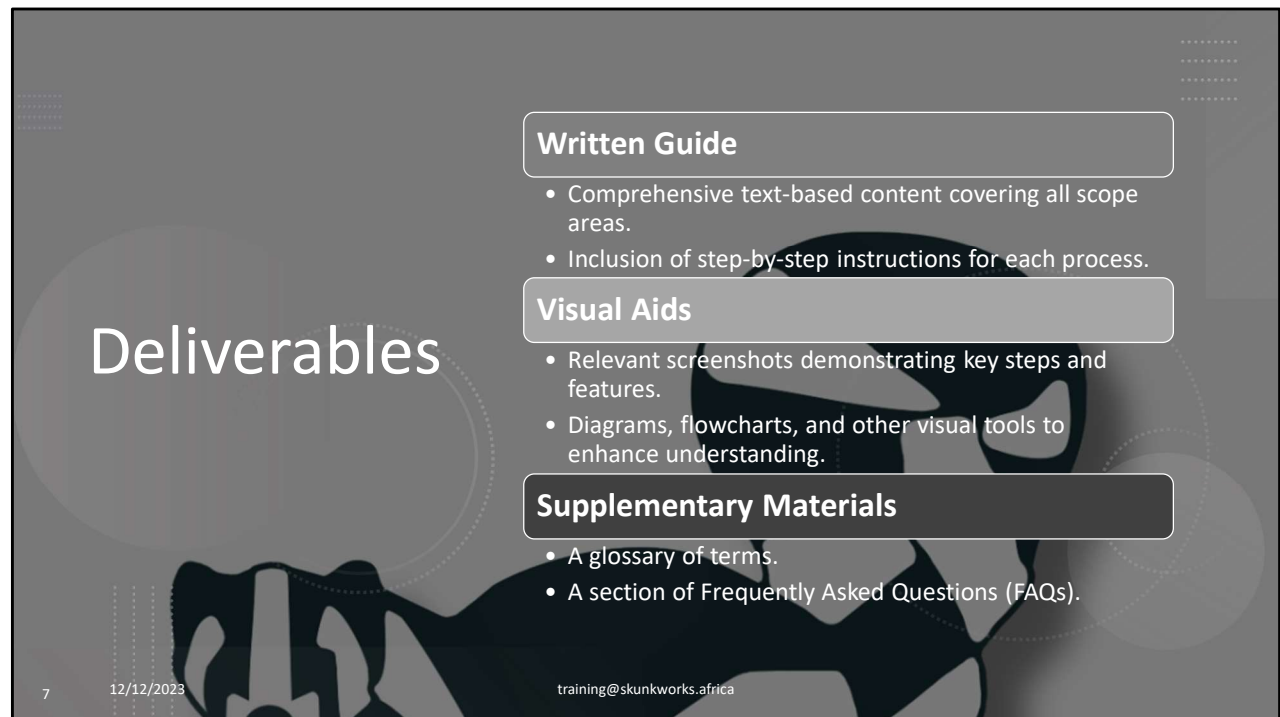 Deliverables
Written Guide
• Comprehensive text-based content covering all scope
areas.
• Inclusion of step-by-step instructions for each process.
Visual Aids
• Relevant screenshots demonstrating key steps and
features.
• Diagrams, flowcharts, and other visual tools to
enhance understanding.
Supplementary Materials
• A glossary of terms.
• A section of Frequently Asked Questions (FAQs).
7 12/12/2023 training@skunkworks.africa